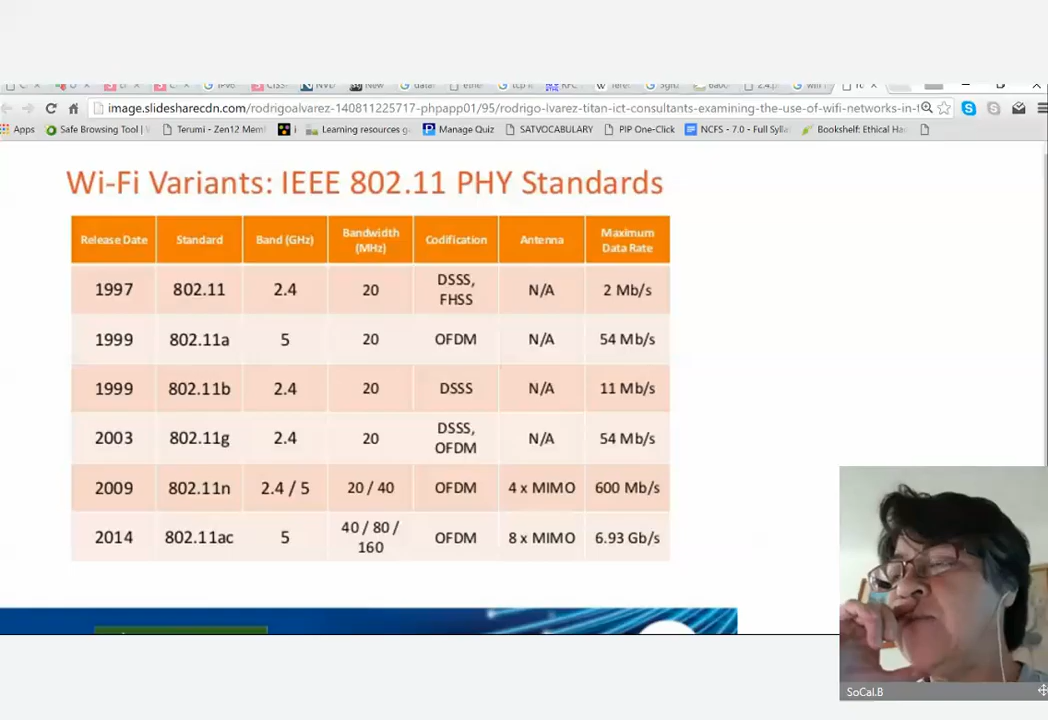 image.slidesharecdn.com/rodrigoalvarez-140811225717-phpapp01/95/rodrigo-lvarez-titan-ict-consultants-examining-the-use-of-wifi-networks-in-
Apps Safe Browsing Tool | Terumi - Zen12 Mem Learning resources Manage Quiz SATVOCABULARY PIP One-Click NCFS - 7.0 - Full Sylla Bookshelf: Ethical Ha
Wi-Fi Variants: IEEE 802.11 PHY Standards
Release Date Standard Band (GHz) Bandwidth (MHz) Codification Antenna Maximum Data Rate
1997 802.11 2.4 20 DSSS, FHSS N/A 2 Mb/s
1999 802.11a 5 20 OFDM N/A 54 Mb/s
1999 802.11b 2.4 20 DSSS N/A 11 Mb/s
2003 802.11g 2.4 20 DSSS, OFDM N/A 54 Mb/s
2009 802.11n 2.4 / 5 20 / 40 OFDM 4 x MIMO 600 Mb/s
2014 802.11ac 5 40 / 80 / 160 OFDM 8 x MIMO 6.93 Gb/s
SoCal.B